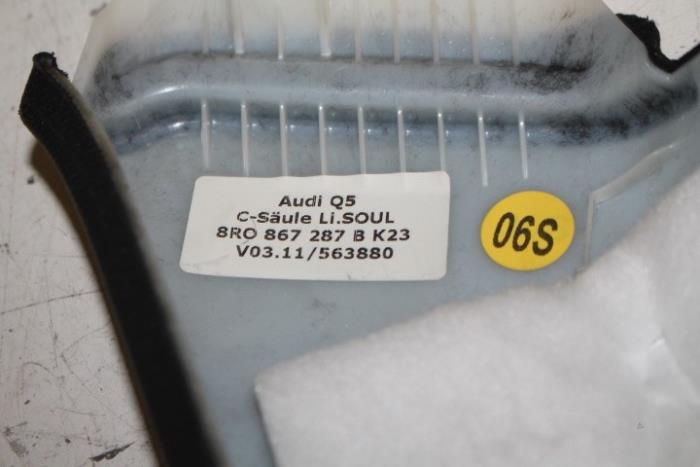 Audi Q5
C-Säule Li.SOUL
8R0 867 287 B K23
V03.11/563880
06S